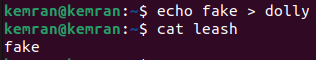 kemran@kemran:~$ echo fake > dolly
kemran@kemran:~$ cat leash
fake